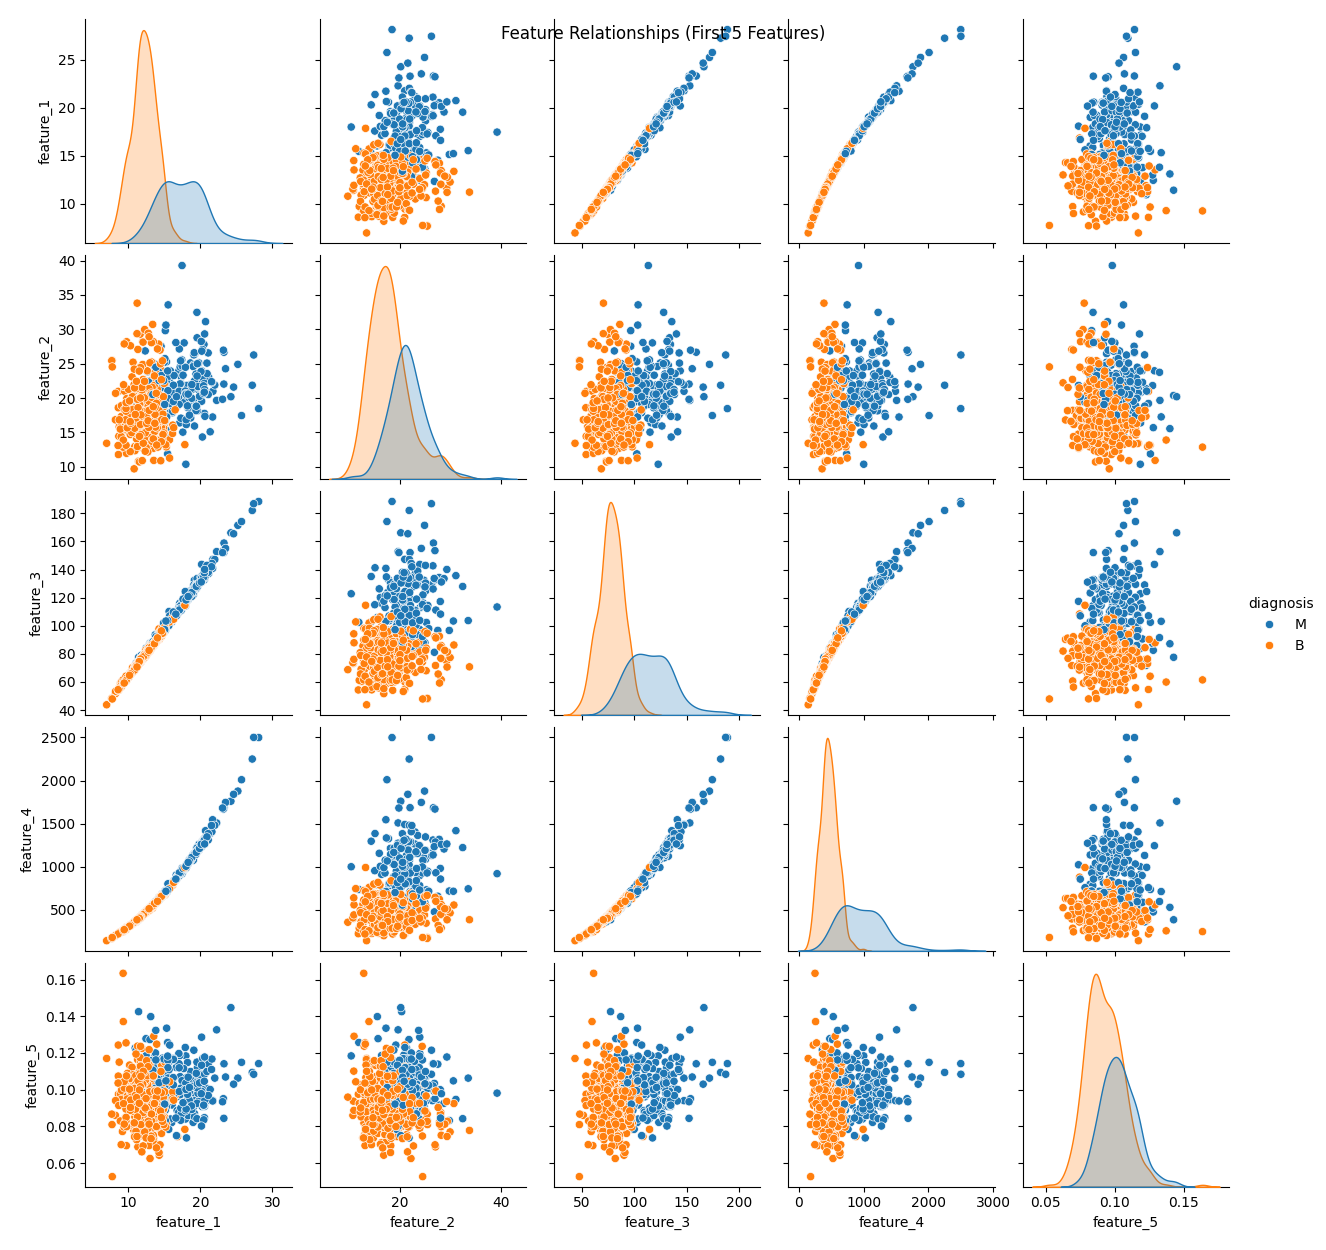 Feature Relationships (First 5 Features)
25
20
15
10
feature_1
40
35
30
25
20
15
10
feature_2
180
160
140
120
100
80
60
40
feature_3
diagnosis
M
B
2500
2000
1500
1000
500
feature_4
0.16
0.14
0.12
0.10
0.08
0.06
feature_5
10 20 30
20 40
50 100 150 200
0 1000 2000 3000
0.05 0.10 0.15
feature_1
feature_2
feature_3
feature_4
feature_5